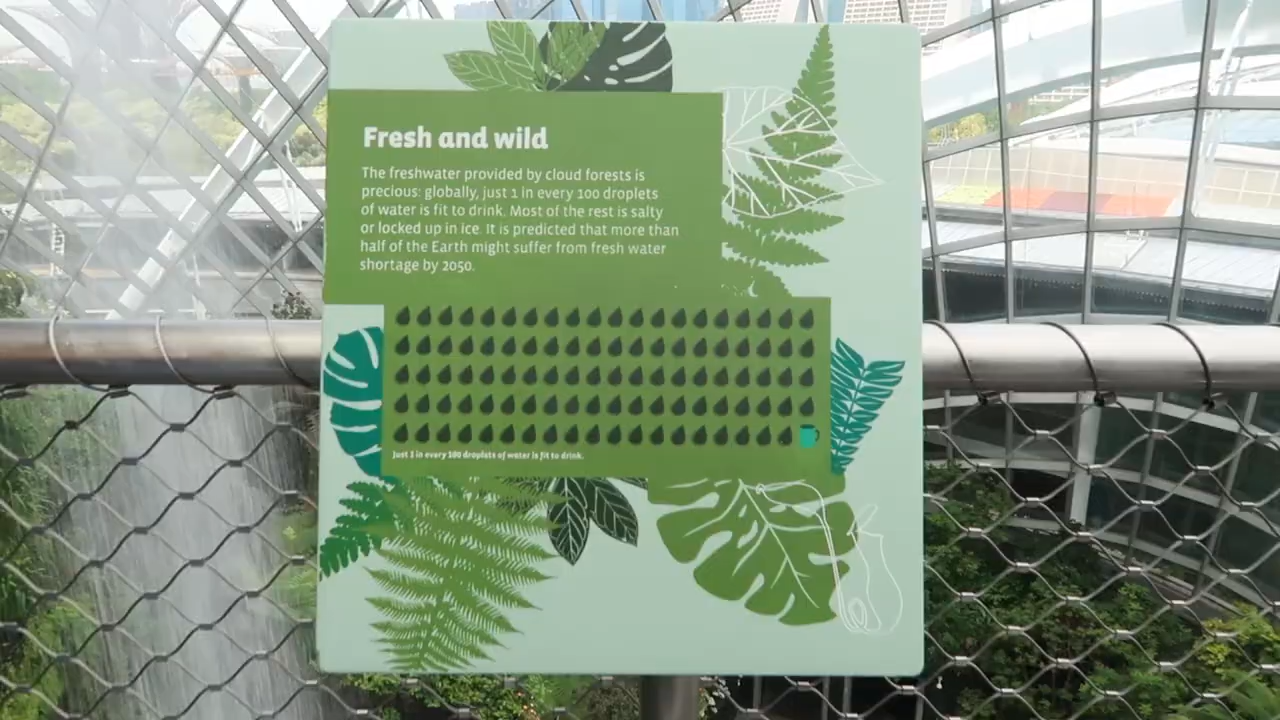 Fresh and wild
The freshwater provided by cloud forests is
precious: globally, just 1 in every 100 droplets
of water is fit to drink. Most of the rest is salty
or locked up in ice. It is predicted that more than
half of the Earth might suffer from fresh water
shortage by 2050.
Just 1 in every 100 droplets of water is fit to drink.